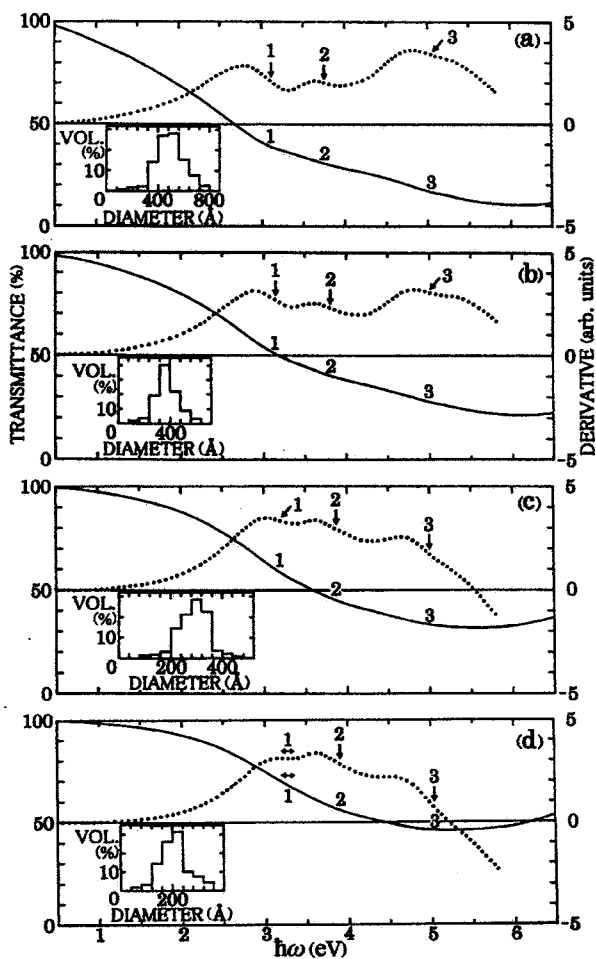 100 5
(a)
1 2 3
50 0
1
VOL.
(%)
10
2
3
0 400 800
DIAMETER (Å)
0 -5
100 5
(b)
1 2 3
1
50 0
VOL.
(%)
10
2
3
0 400
DIAMETER (Å)
0 -5
TRANSMITTANCE (%)
DERIVATIVE (arb. units)
100 5
(c)
1 2
3
1
50 2 0
VOL.
(%)
10
3
0 200 400
DIAMETER (Å)
0 -5
100 5
(d)
1 2
1 2 3
50 3 0
VOL.
(%)
10
0 200
DIAMETER (Å)
0 -5
1 2 3 4 5 6
ħω (eV)